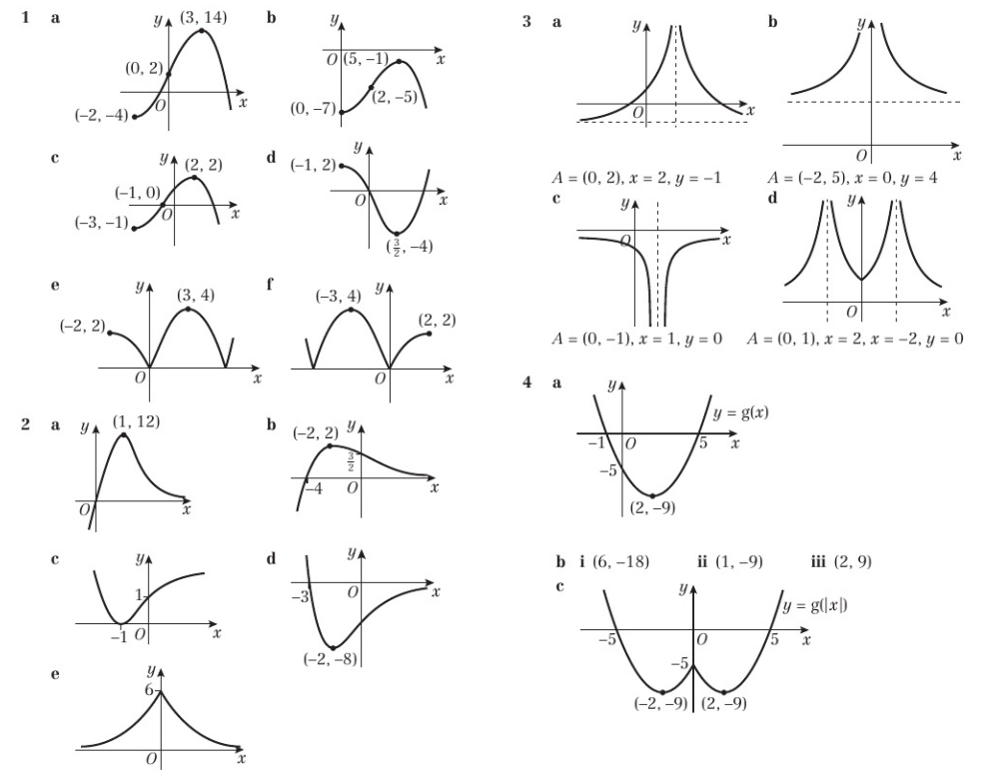 1 a
y
(3, 14)
(0, 2)
(−2, −4)
O
x
b
y
O
(5, −1)
x
(2, −5)
(0, −7)
c
y
(2, 2)
(−1, 0)
(−3, −1)
O
x
d
y
(−1, 2)
O
x
(3/2, −4)
e
y
(3, 4)
(−2, 2)
O
x
f
y
(−3, 4)
(2, 2)
O
x
2 a
y
(1, 12)
O
x
b
y
(−2, 2)
3/2
−4
O
x
c
y
1
−1
O
x
d
y
−3
O
x
(−2, −8)
e
y
6
O
x
3 a
y
O
x
A = (0, 2), x = 2, y = −1
b
y
O
x
A = (−2, 5), x = 0, y = 4
c
y
O
x
A = (0, −1), x = 1, y = 0
d
y
O
x
A = (0, 1), x = 2, x = −2, y = 0
4 a
y
y = g(x)
−1
O
5
x
−5
(2, −9)
b i (6, −18) ii (1, −9) iii (2, 9)
c
y
y = g(|x|)
−5
O
5
x
−5
(−2, −9)
(2, −9)